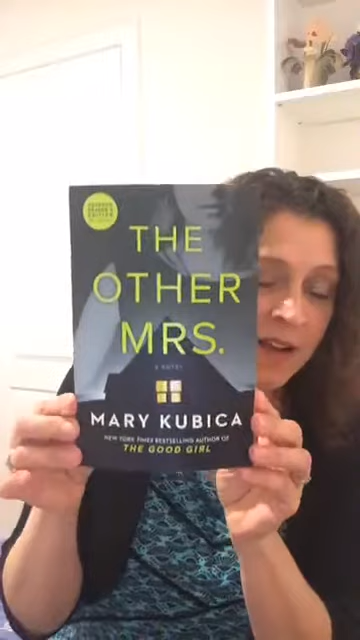 THE
OTHER
MRS.
A NOVEL
MARY KUBICA
NEW YORK TIMES BESTSELLING AUTHOR OF
THE GOOD GIRL